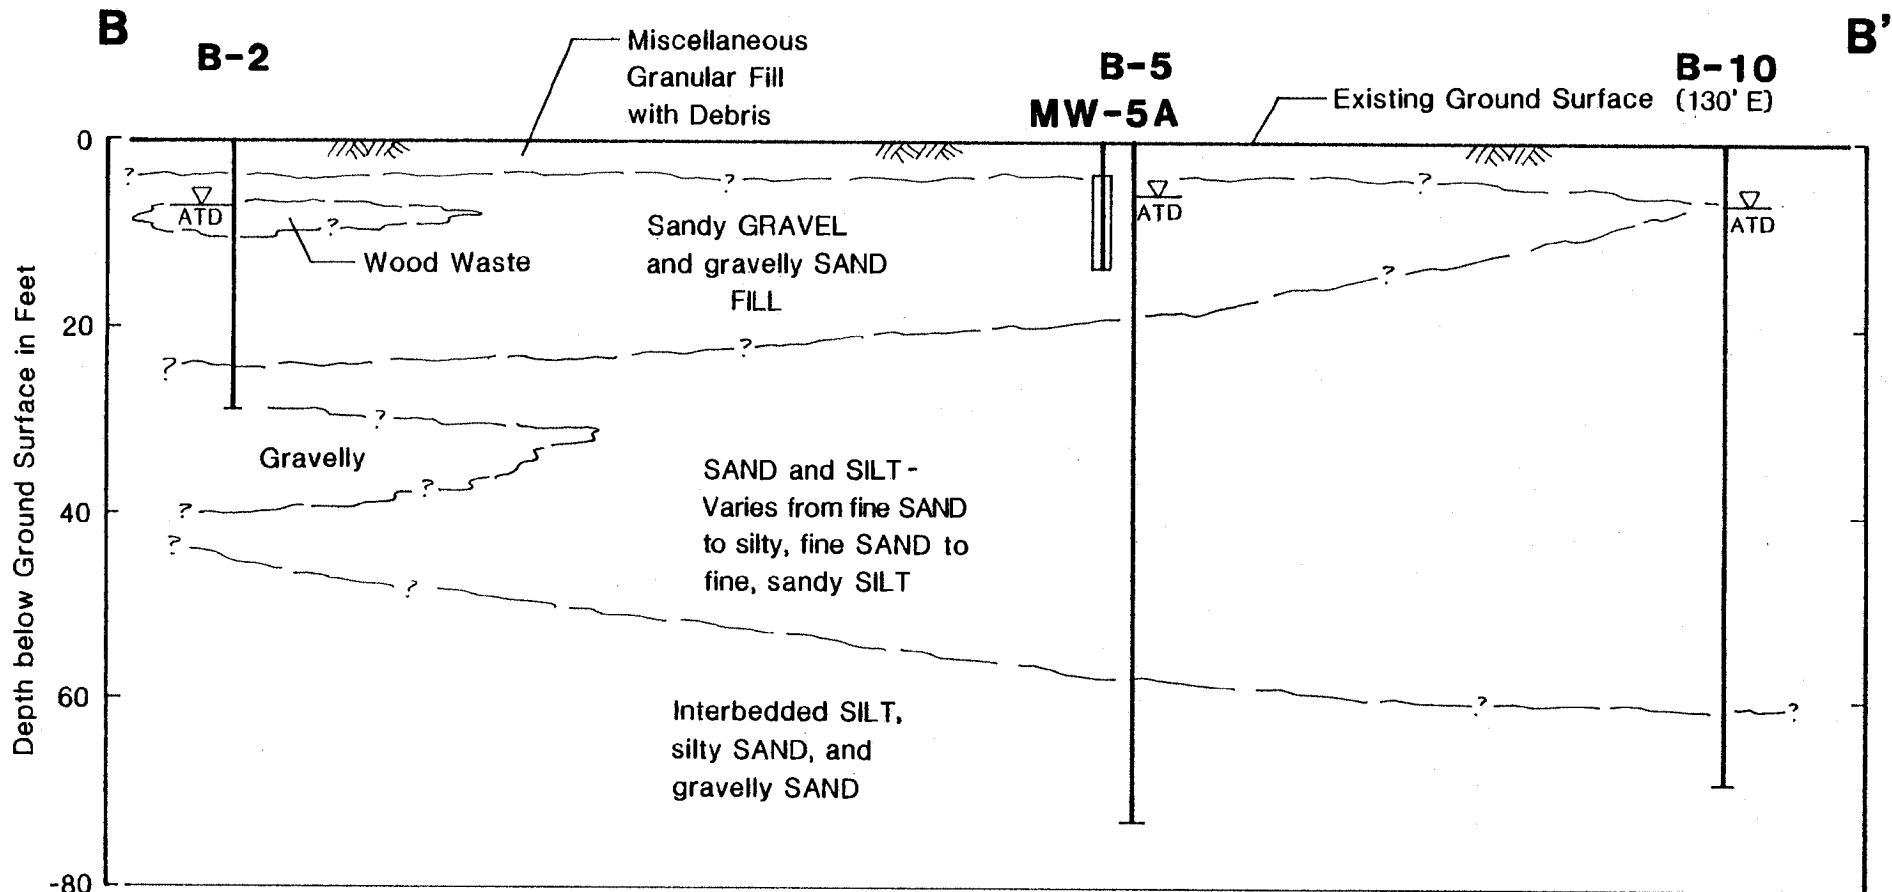 B
B'
B-2
Miscellaneous
Granular Fill
with Debris
B-5
MW-5A
B-10
Existing Ground Surface (130' E)
0
?
?
?
ATD
ATD
ATD
?
Wood Waste
Sandy GRAVEL
and gravelly SAND
FILL
?
20
?
?
?
Gravelly
?
SAND and SILT -
Varies from fine SAND
to silty, fine SAND to
fine, sandy SILT
40
?
?
?
60
?
?
Interbedded SILT,
silty SAND, and
gravelly SAND
-80
Depth below Ground Surface in Feet